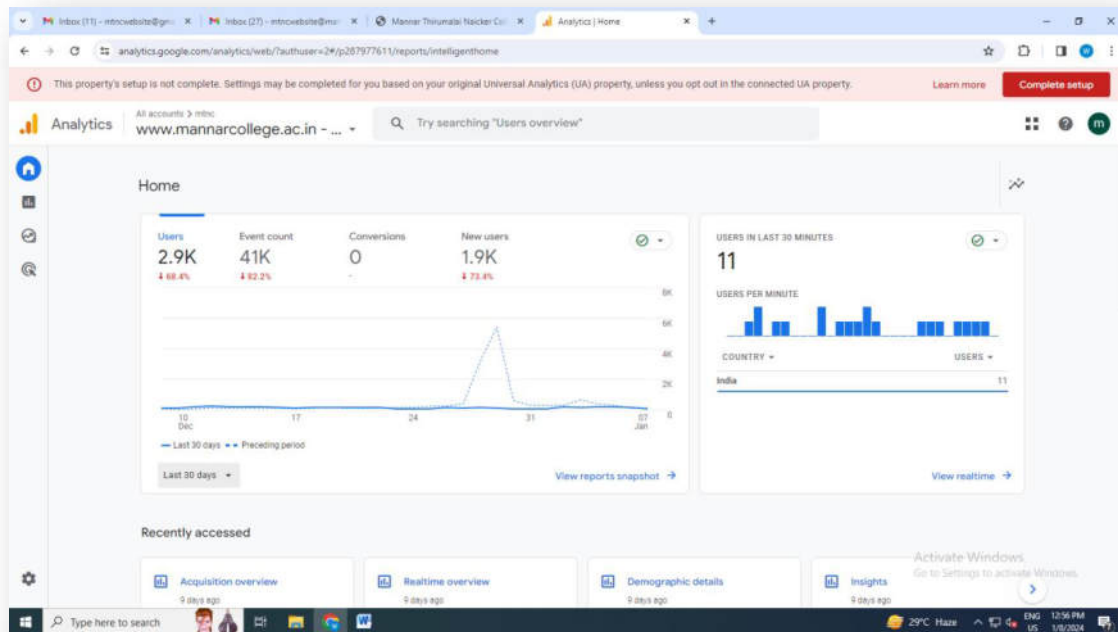 Inbox (11) - mtncwebsite@gm
Inbox (27) - mtncwebsite@man
Mannar Thirumalai Naicker Col
Analytics | Home
analytics.google.com/analytics/web/?authuser=2#/p287977611/reports/intelligenthome
This property's setup is not complete. Settings may be completed for you based on your original Universal Analytics (UA) property, unless you opt out in the connected UA property.
Learn more
Complete setup
Analytics
All accounts > mtnc
www.mannarcollege.ac.in - ...
Try searching "Users overview"
m
Home
Users
Event count
Conversions
New users
2.9K
41K
0
1.9K
↓ 68.4%
↓ 82.2%
-
↓ 73.4%
8K
6K
4K
2K
0
10
Dec
17
24
31
07
Jan
Last 30 days
Preceding period
Last 30 days
View reports snapshot →
USERS IN LAST 30 MINUTES
11
USERS PER MINUTE
COUNTRY
USERS
India
11
View realtime →
Recently accessed
Acquisition overview
9 days ago
Realtime overview
9 days ago
Demographic details
9 days ago
Insights
9 days ago
Activate Windows
Go to Settings to activate Windows.
Type here to search
29°C Haze
ENG
US
12:56 PM
1/8/2024